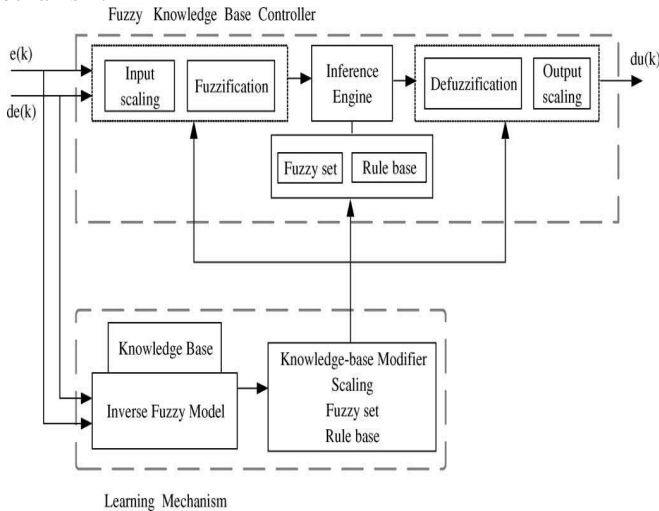 Fuzzy Knowledge Base Controller
e(k)
de(k)
Input
scaling
Fuzzification
Inference
Engine
Defuzzification
Output
scaling
du(k)
Fuzzy set
Rule base
Knowledge Base
Inverse Fuzzy Model
Knowledge-base Modifier
Scaling
Fuzzy set
Rule base
Learning Mechanism